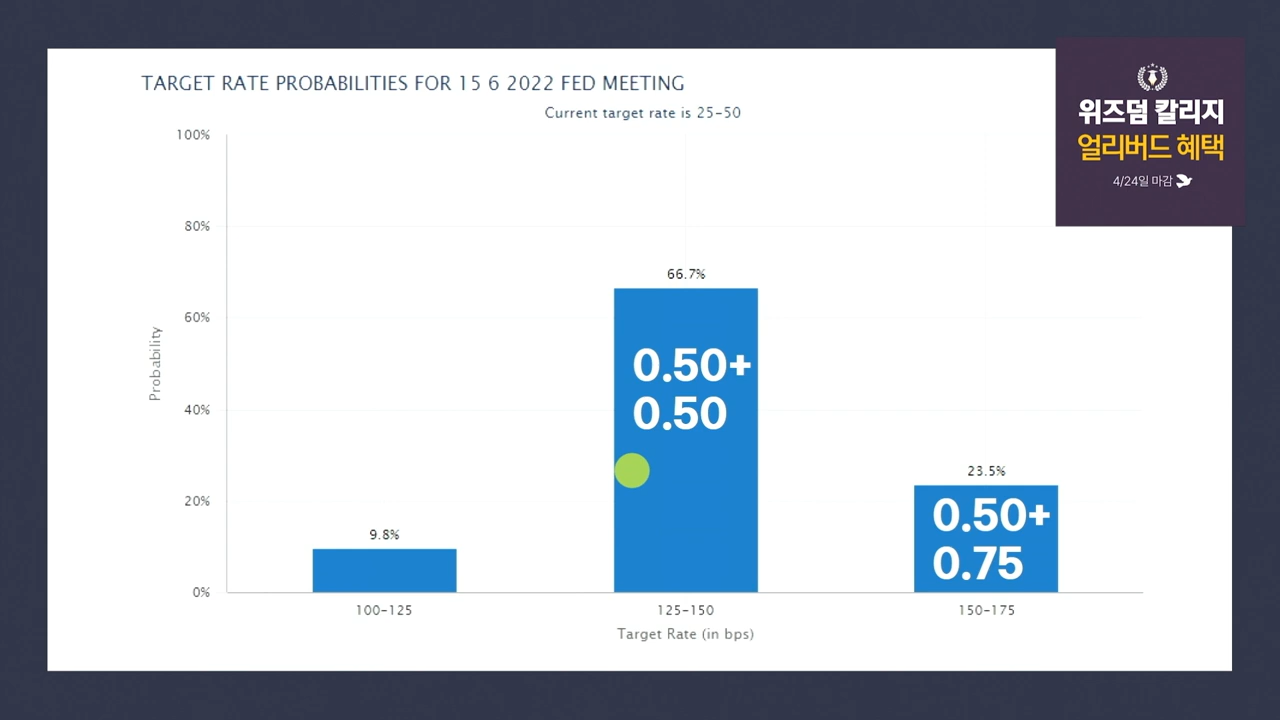 TARGET RATE PROBABILITIES FOR 15 6 2022 FED MEETING
Current target rate is 25-50
위즈덤 칼리지
얼리버드 혜택
4/24일 마감
Probability
100%
80%
60%
40%
20%
0%
9.8%
66.7%
0.50+
0.50
23.5%
0.50+
0.75
100-125
125-150
150-175
Target Rate (in bps)